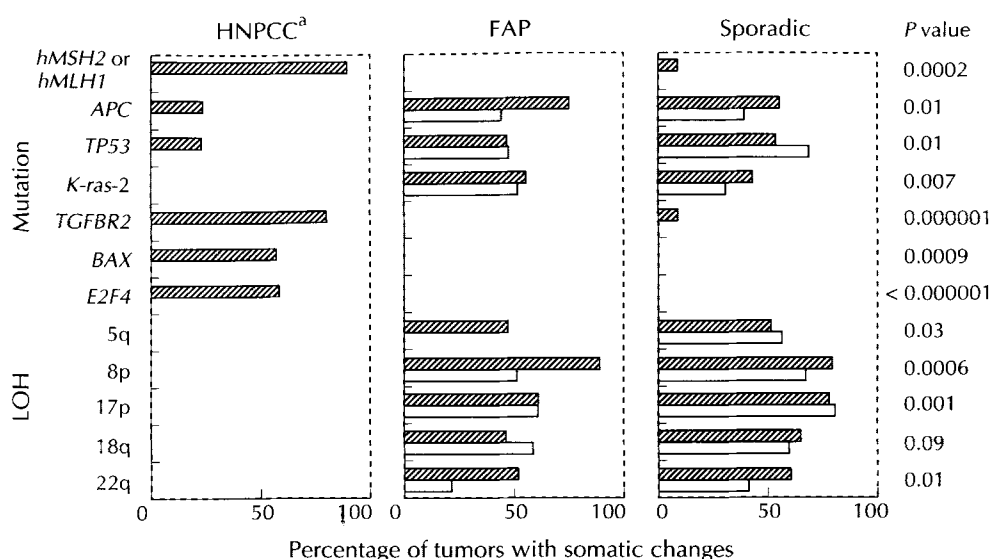 HNPCCa FAP Sporadic P value
hMSH2 or
hMLH1 0.0002
APC 0.01
TP53 0.01
K-ras-2 0.007
TGFBR2 0.000001
BAX 0.0009
E2F4 < 0.000001
5q 0.03
8p 0.0006
17p 0.001
18q 0.09
22q 0.01
Mutation
LOH
0 50 100 0 50 100 0 50 100
Percentage of tumors with somatic changes